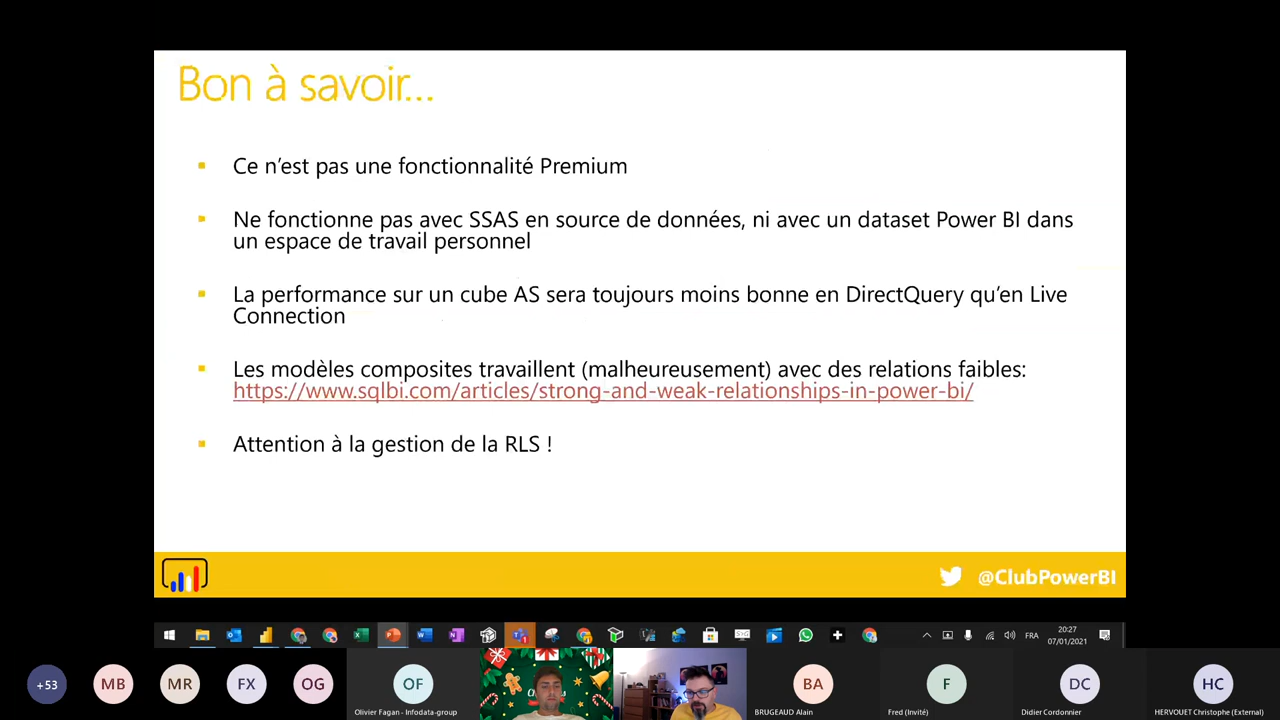 Bon à savoir...
Ce n'est pas une fonctionnalité Premium
Ne fonctionne pas avec SSAS en source de données, ni avec un dataset Power BI dans
un espace de travail personnel
La performance sur un cube AS sera toujours moins bonne en DirectQuery qu'en Live
Connection
Les modèles composites travaillent (malheureusement) avec des relations faibles:
https://www.sqlbi.com/articles/strong-and-weak-relationships-in-power-bi/
Attention à la gestion de la RLS !
@ClubPowerBI
FRA
20:27
07/01/2021
+53
MB
MR
FX
OG
OF
BA
F
DC
HC
Olivier Fagan - Infodata-group
BRUGEAUD Alain
Fred (Invité)
Didier Cordonnier
HERVOUET Christophe (External)